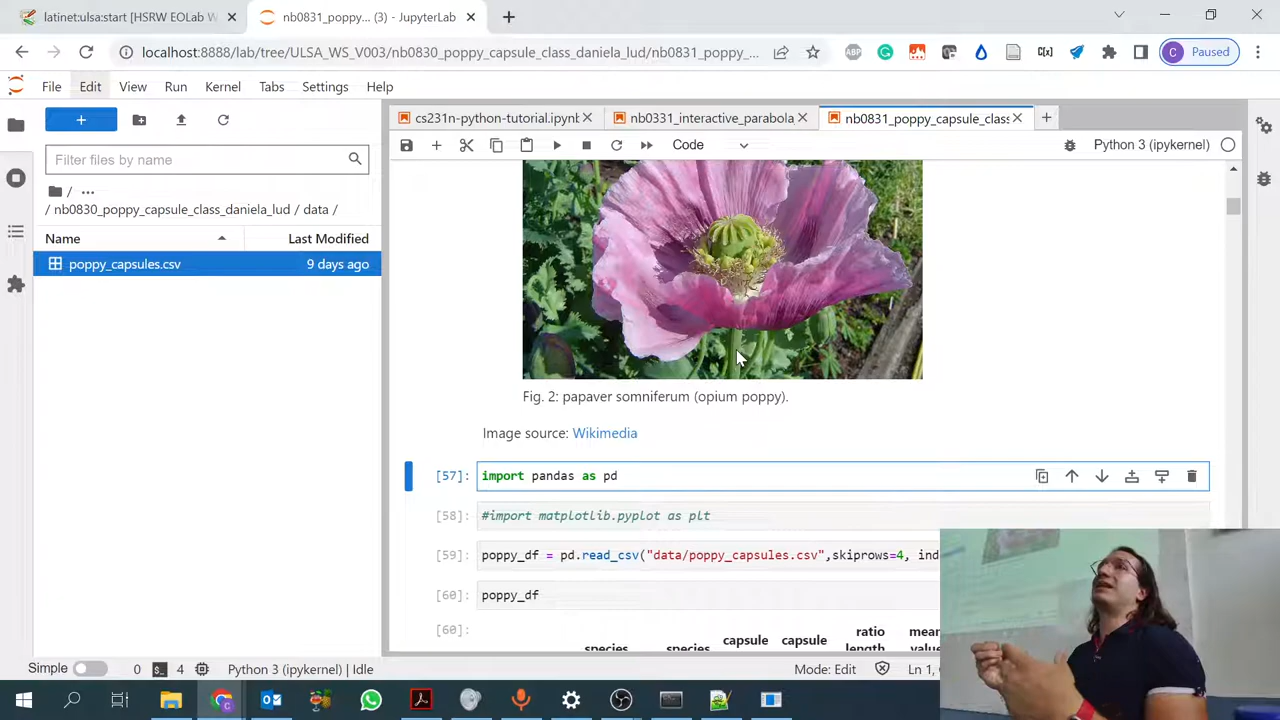 latinet:ulsa:start [HSRW EOLab W
nb0831_poppy... (3) - JupyterLab
localhost:8888/lab/tree/ULSA_WS_V003/nb0830_poppy_capsule_class_daniela_lud/nb0831_poppy_...
ABP
C[x]
C Paused
File Edit View Run Kernel Tabs Settings Help
cs231n-python-tutorial.ipynb
nb0331_interactive_parabola
nb0831_poppy_capsule_class
Filter files by name
Code
Python 3 (ipykernel)
/ ...
/ nb0830_poppy_capsule_class_daniela_lud / data /
Name Last Modified
poppy_capsules.csv 9 days ago
Fig. 2: papaver somniferum (opium poppy).
Image source: Wikimedia
[57]: import pandas as pd
[58]: #import matplotlib.pyplot as plt
[59]: poppy_df = pd.read_csv("data/poppy_capsules.csv",skiprows=4, ind
[60]: poppy_df
[60]:
species species capsule capsule ratio length mean value
Simple 0 4 Python 3 (ipykernel) | Idle
Mode: Edit Ln 1,